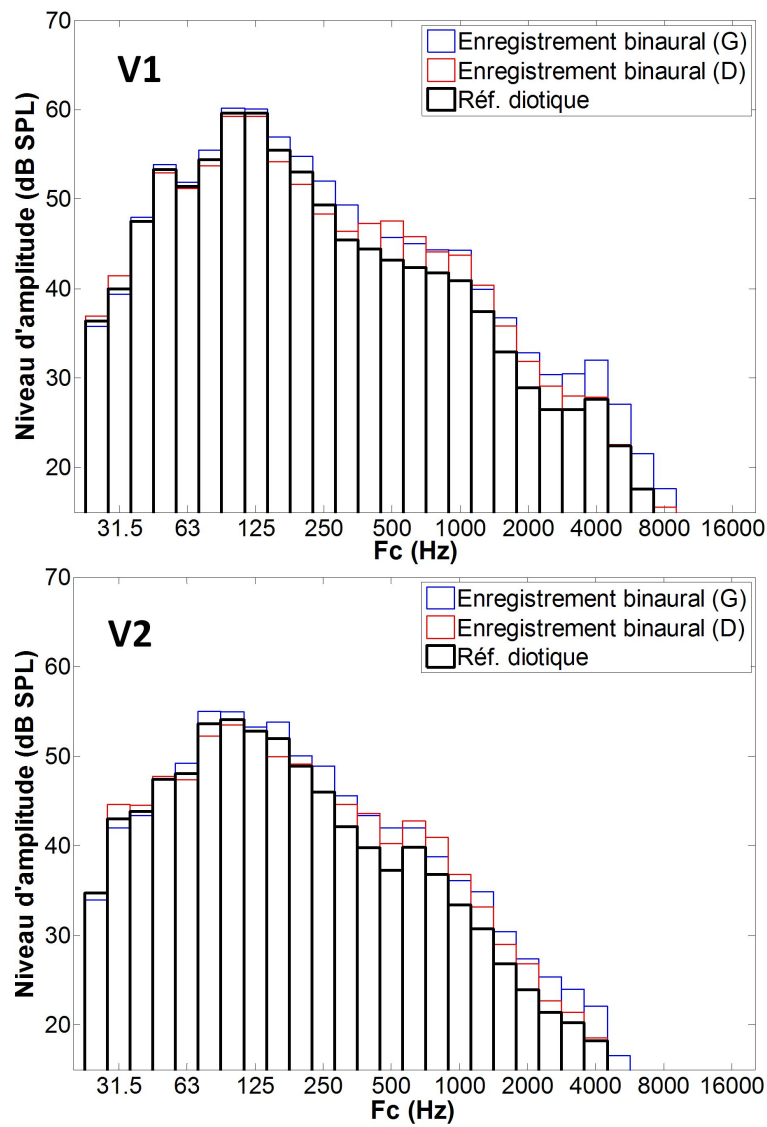 70
60
50
40
30
20
Niveau d'amplitude (dB SPL)
V1
Enregistrement binaural (G)
Enregistrement binaural (D)
Réf. diotique
31.5 63 125 250 500 1000 2000 4000 8000 16000
Fc (Hz)
70
60
50
40
30
20
Niveau d'amplitude (dB SPL)
V2
Enregistrement binaural (G)
Enregistrement binaural (D)
Réf. diotique
31.5 63 125 250 500 1000 2000 4000 8000 16000
Fc (Hz)